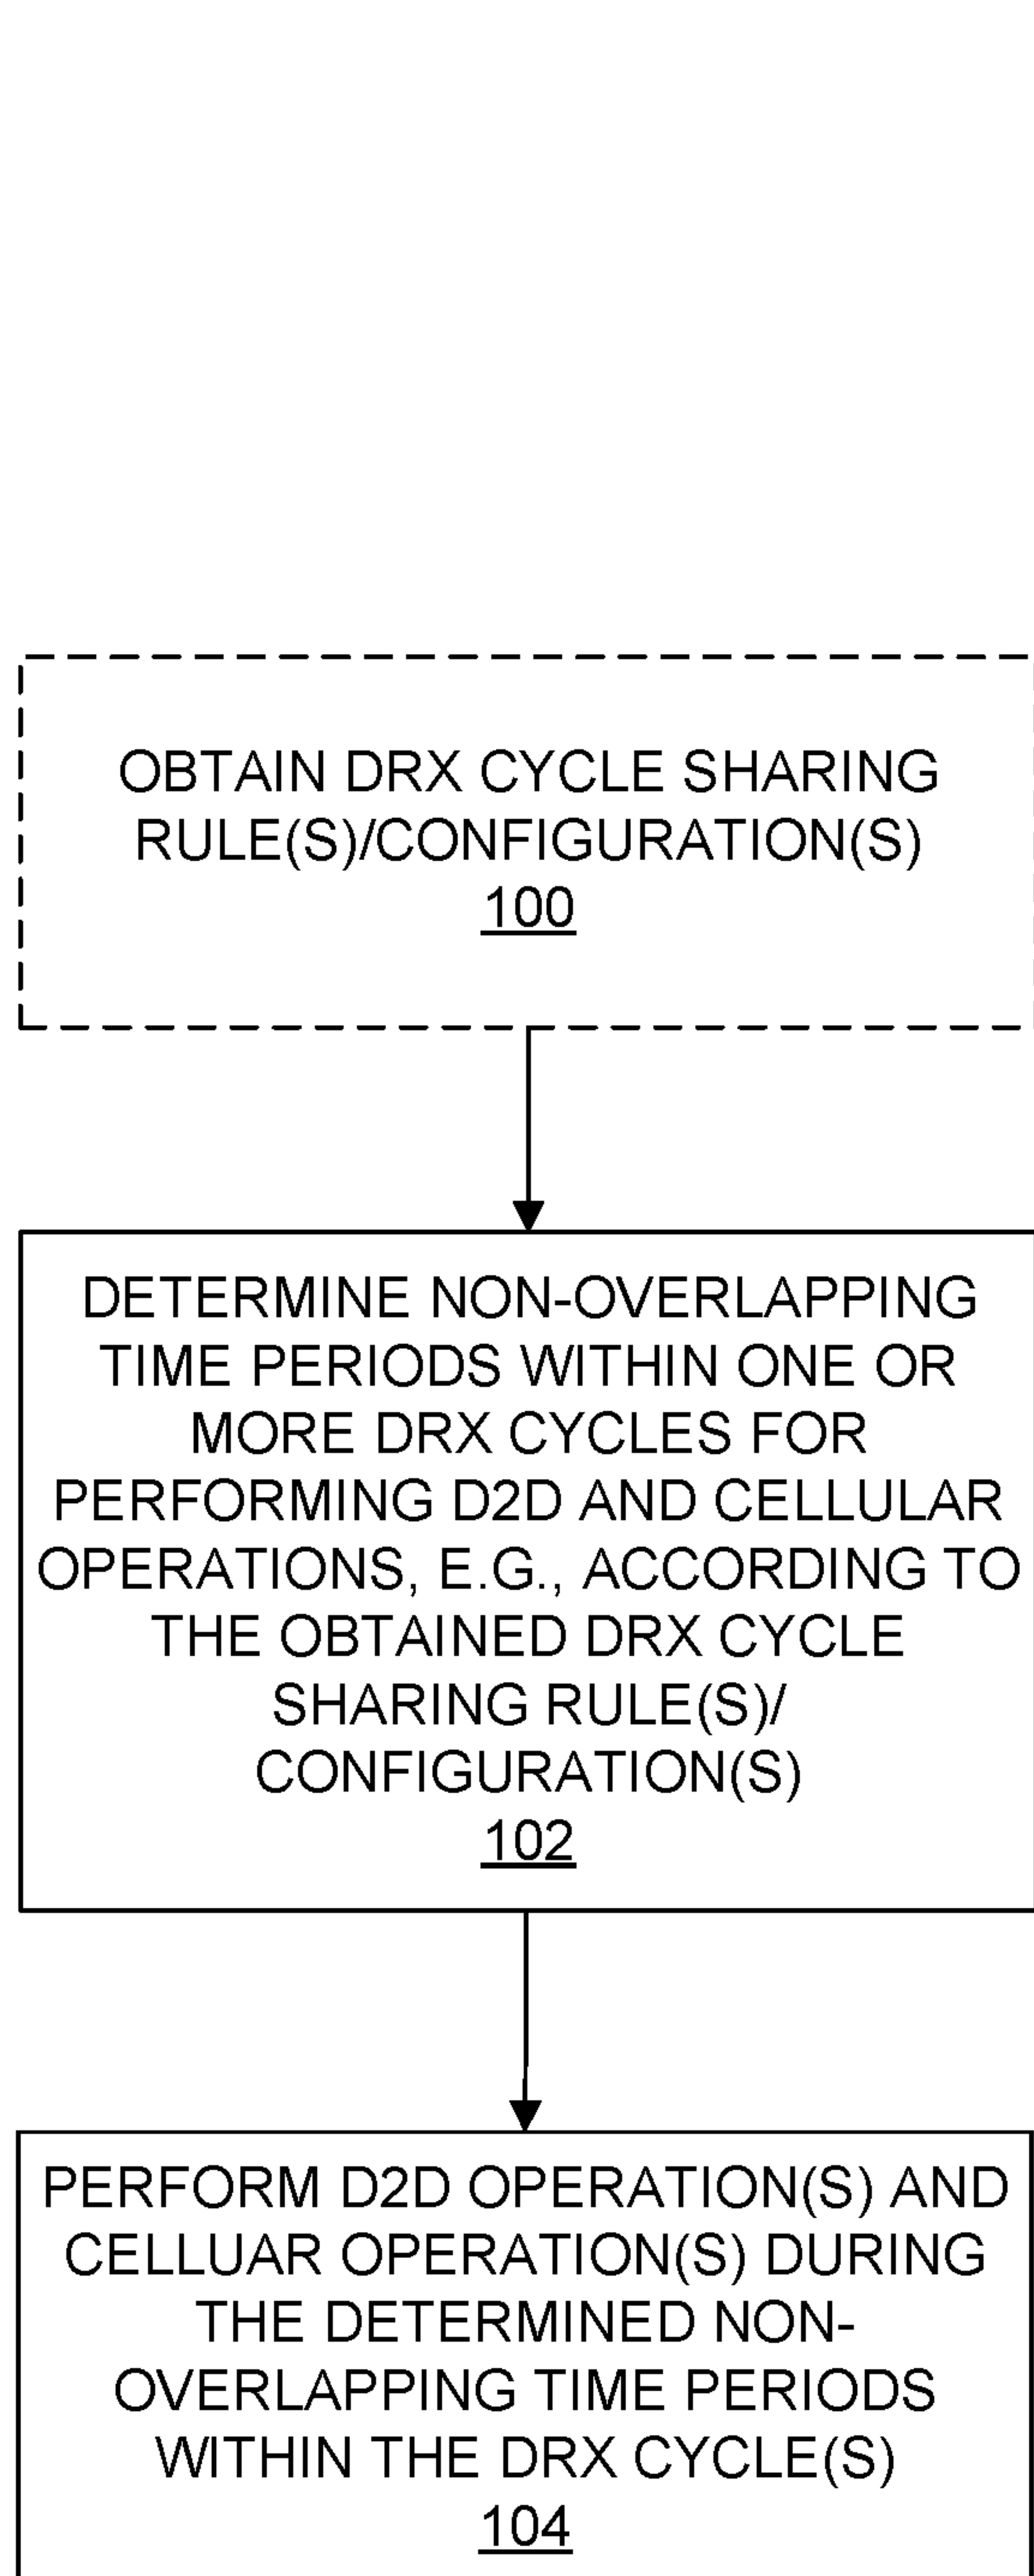 OBTAIN DRX CYCLE SHARING
RULE(S)/CONFIGURATION(S)
100
DETERMINE NON-OVERLAPPING
TIME PERIODS WITHIN ONE OR
MORE DRX CYCLES FOR
PERFORMING D2D AND CELLULAR
OPERATIONS, E.G., ACCORDING TO
THE OBTAINED DRX CYCLE
SHARING RULE(S)/
CONFIGURATION(S)
102
PERFORM D2D OPERATION(S) AND
CELLUAR OPERATION(S) DURING
THE DETERMINED NON-
OVERLAPPING TIME PERIODS
WITHIN THE DRX CYCLE(S)
104